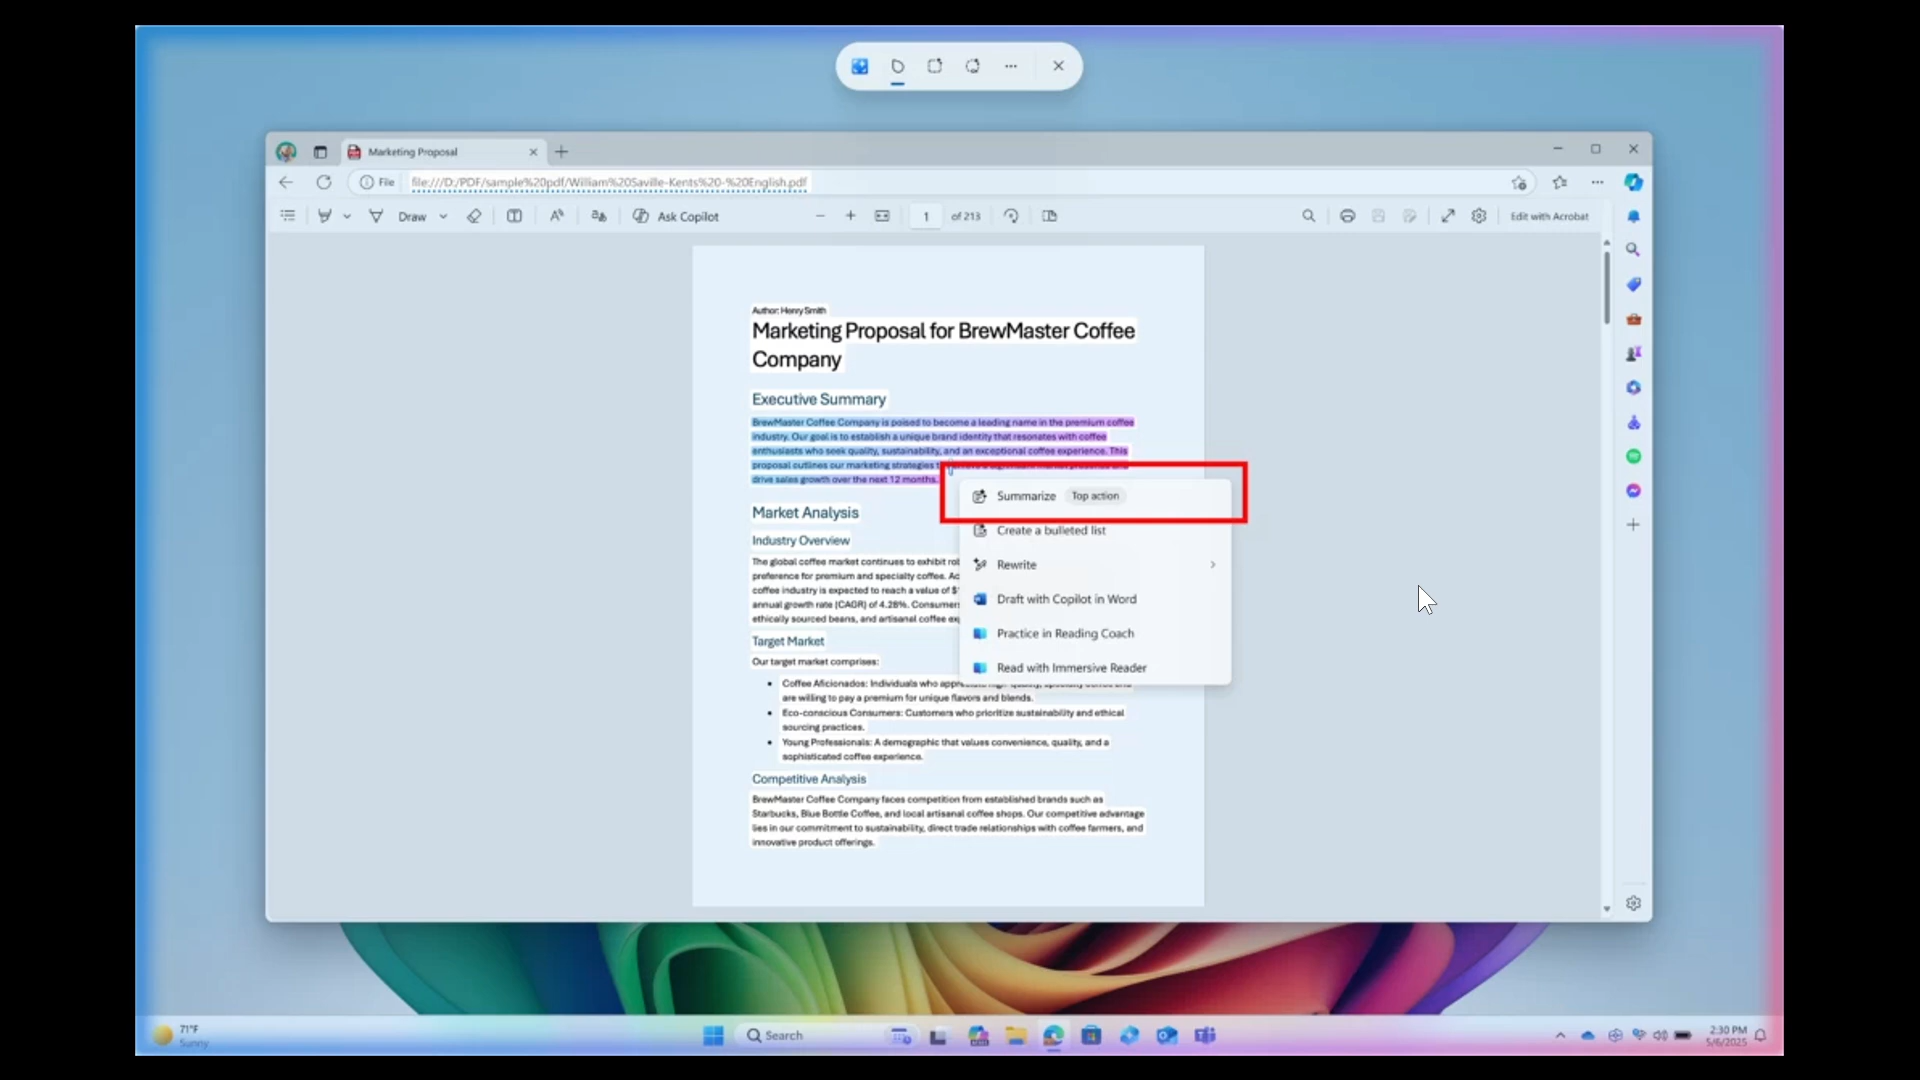 Marketing Proposal
File
file:///D:/PDF/sample%20pdf/William%20Saville-Kents%20-%20English.pdf
Draw
Ask Copilot
1
of 213
Edit with Acrobat
Author: Henry Smith
Marketing Proposal for BrewMaster Coffee
Company
Executive Summary
BrewMaster Coffee Company is poised to become a leading name in the premium coffee
industry. Our goal is to establish a unique brand identity that resonates with coffee
enthusiasts who seek quality, sustainability, and an exceptional coffee experience. This
proposal outlines our marketing strategies
drive sales growth over the next 12 months.
Summarize Top action
Create a bulleted list
Rewrite
Draft with Copilot in Word
Practice in Reading Coach
Read with Immersive Reader
Market Analysis
Industry Overview
The global coffee market continues to exhibit
preference for premium and specialty coffee.
coffee industry is expected to reach a value of
annual growth rate (CAGR) of 4.28%.
ethically sourced beans, and artisanal coffee
Target Market
Our target market comprises:
• Coffee Aficionados: Individuals who
are willing to pay a premium for unique flavors and blends.
• Eco-conscious Consumers: Customers who prioritize sustainability and ethical
sourcing practices.
• Young Professionals: A demographic that values convenience, quality, and a
sophisticated coffee experience.
Competitive Analysis
BrewMaster Coffee Company faces competition from established brands such as
Starbucks, Blue Bottle Coffee, and local artisanal coffee shops. Our competitive advantage
lies in our commitment to sustainability, direct trade relationships with coffee farmers, and
innovative product offerings.
71°F
Sunny
Search
2:30 PM
5/6/2025